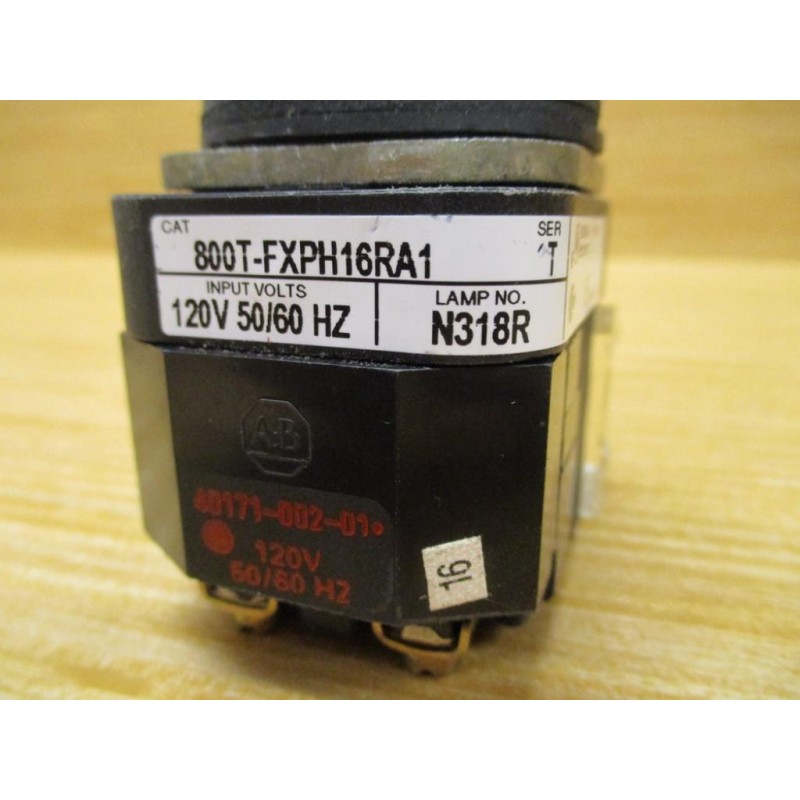 CAT SER
800T-FXPH16RA1 T
INPUT VOLTS LAMP NO.
120V 50/60 HZ N318R
A-B
40171-002-01
120V
50/60 HZ
16